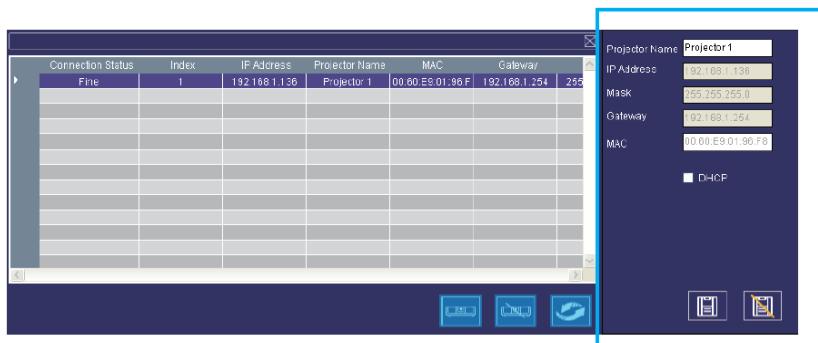 Connection Status Index IP Address Projector Name MAC Gateway
Fine 1 192.168.1.136 Projector 1 00.60.E9.01.96.F 192.168.1.254 255
Projector Name Projector 1
IP Address 192.168.1.136
Mask 255.255.255.0
Gateway 192.168.1.254
MAC 00.60.E9.01.96.F8
DHCP